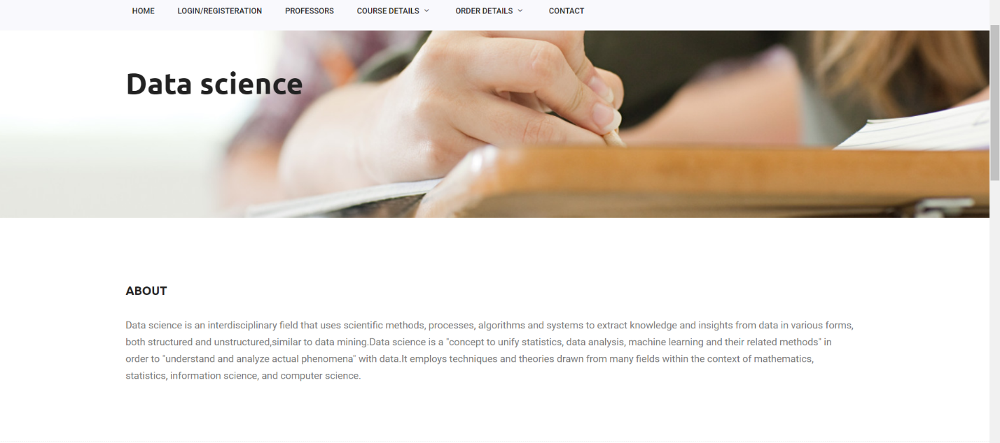 HOME LOGIN/REGISTERATION PROFESSORS COURSE DETAILS ORDER DETAILS CONTACT
Data science
ABOUT
Data science is an interdisciplinary field that uses scientific methods, processes, algorithms and systems to extract knowledge and insights from data in various forms,
both structured and unstructured,similar to data mining.Data science is a "concept to unify statistics, data analysis, machine learning and their related methods" in
order to "understand and analyze actual phenomena" with data.It employs techniques and theories drawn from many fields within the context of mathematics,
statistics, information science, and computer science.